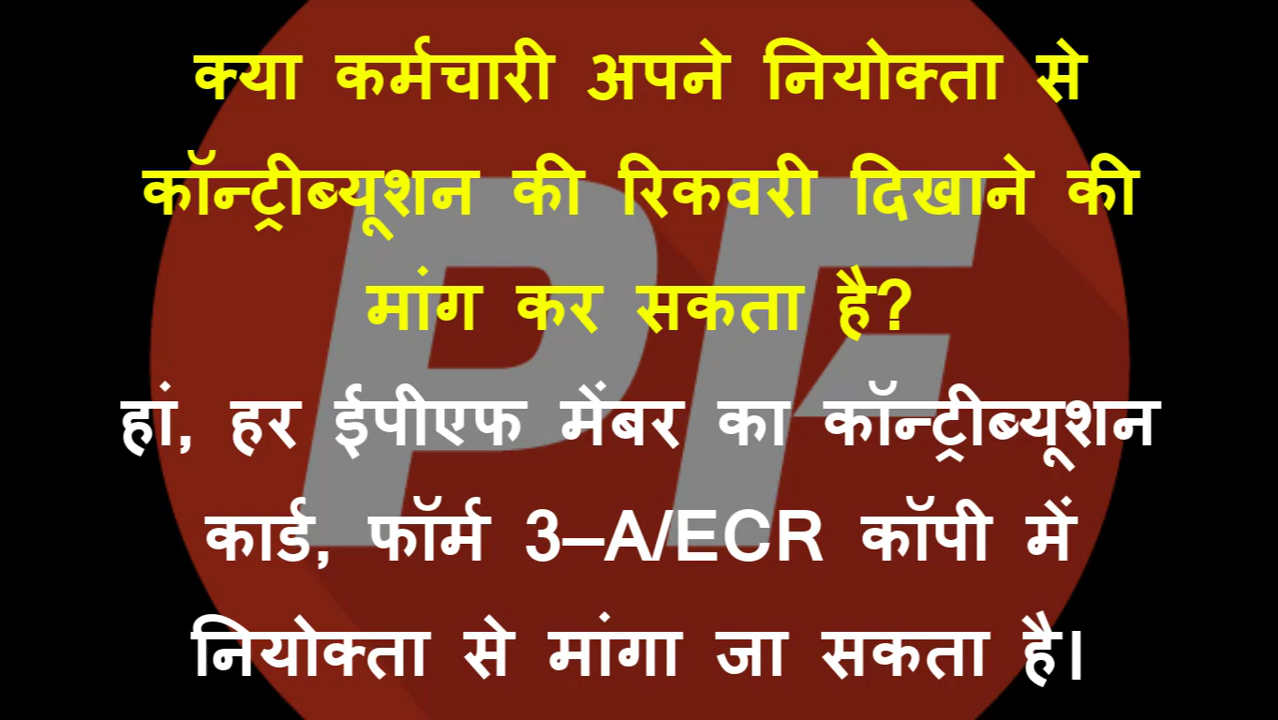 क्या कर्मचारी अपने नियोक्ता से
कॉन्ट्रीब्यूशन की रिकवरी दिखाने की
मांग कर सकता है?
हां, हर ईपीएफ मेंबर का कॉन्ट्रीब्यूशन
कार्ड, फॉर्म 3–A/ECR कॉपी में
नियोक्ता से मांगा जा सकता है।
PF